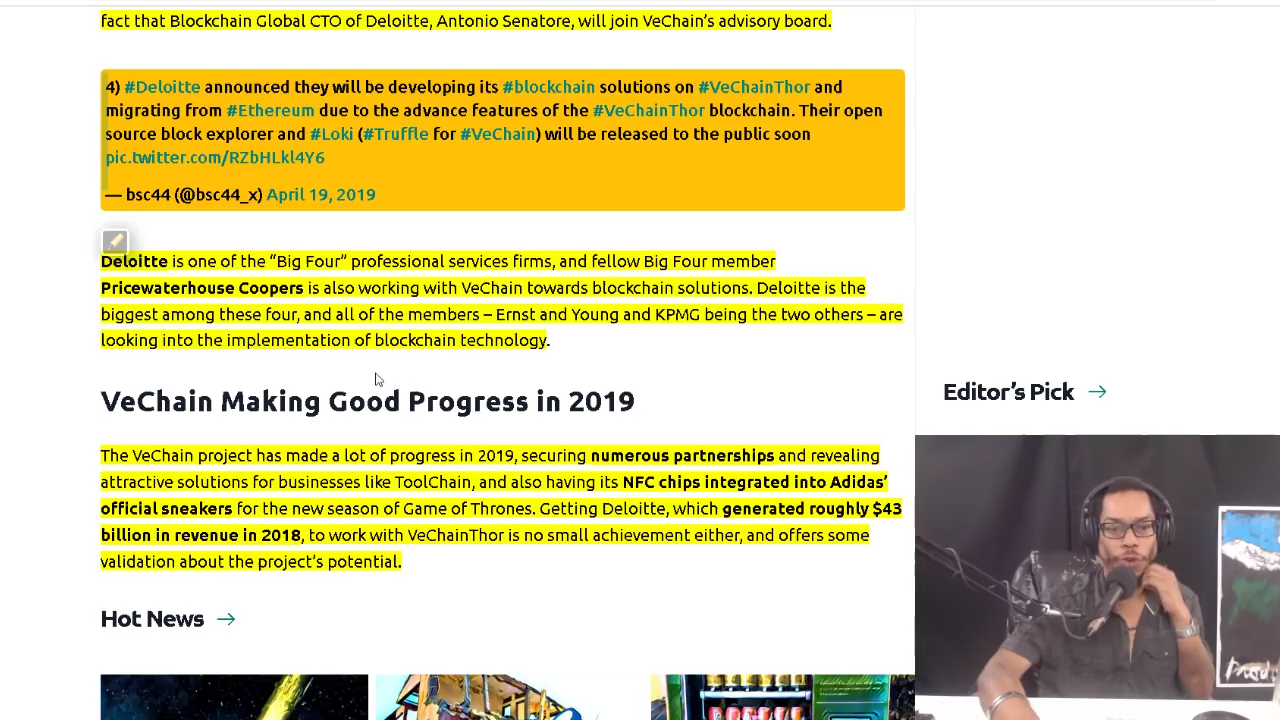 fact that Blockchain Global CTO of Deloitte, Antonio Senatore, will join VeChain’s advisory board.
4) #Deloitte announced they will be developing its #blockchain solutions on #VeChainThor and
migrating from #Ethereum due to the advance features of the #VeChainThor blockchain. Their open
source block explorer and #Loki (#Truffle for #VeChain) will be released to the public soon
pic.twitter.com/RZbHLkl4Y6
— bsc44 (@bsc44_x) April 19, 2019
Deloitte is one of the “Big Four” professional services firms, and fellow Big Four member
Pricewaterhouse Coopers is also working with VeChain towards blockchain solutions. Deloitte is the
biggest among these four, and all of the members – Ernst and Young and KPMG being the two others – are
looking into the implementation of blockchain technology.
VeChain Making Good Progress in 2019
The VeChain project has made a lot of progress in 2019, securing numerous partnerships and revealing
attractive solutions for businesses like ToolChain, and also having its NFC chips integrated into Adidas’
official sneakers for the new season of Game of Thrones. Getting Deloitte, which generated roughly $43
billion in revenue in 2018, to work with VeChainThor is no small achievement either, and offers some
validation about the project’s potential.
Hot News →
Editor’s Pick →